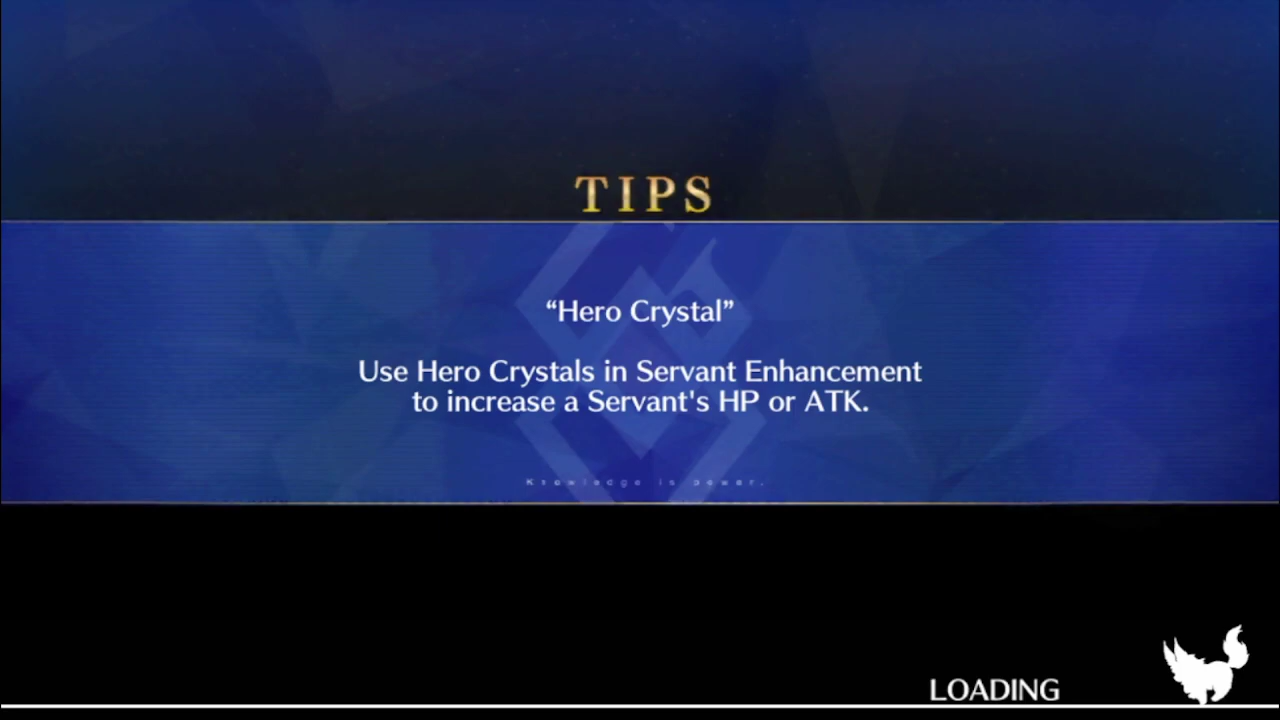 TIPS
“Hero Crystal”
Use Hero Crystals in Servant Enhancement
to increase a Servant's HP or ATK.
Knowledge is power.
LOADING